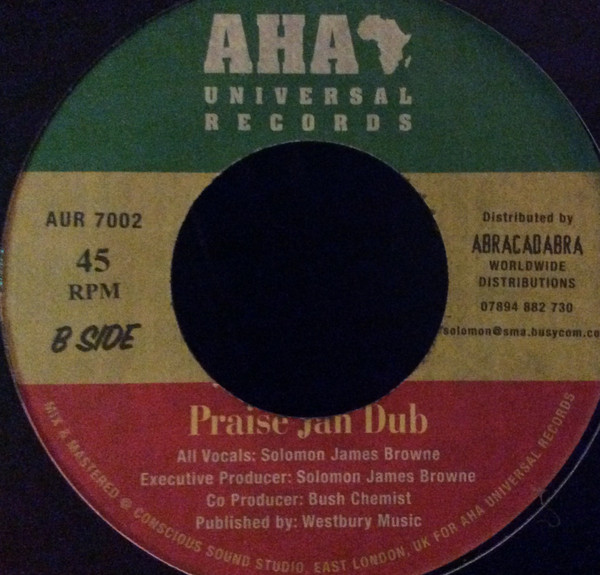 AHA
UNIVERSAL
RECORDS
AUR 7002
45
RPM
B SIDE
Distributed by
ABRACADABRA
WORLDWIDE
DISTRIBUTIONS
07894 882 730
solomon@sma.busycom.co
Praise Jah Dub
All Vocals: Solomon James Browne
Executive Producer: Solomon James Browne
Co Producer: Bush Chemist
Published by: Westbury Music
MIX & MASTERED @ CONSCIOUS SOUND STUDIO, EAST LONDON, UK FOR AHA UNIVERSAL RECORDS